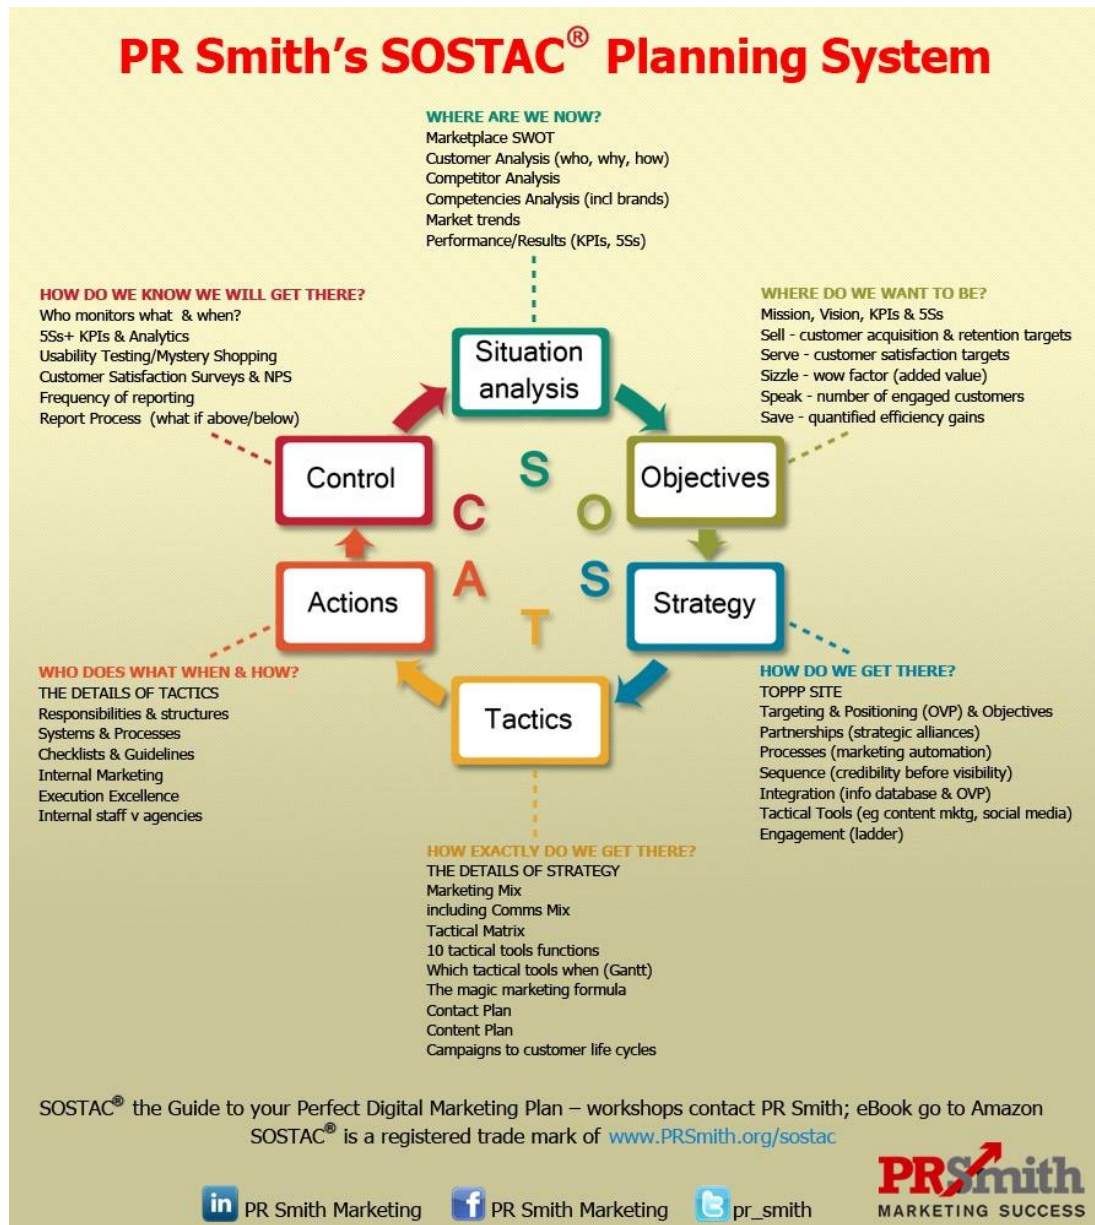 PR Smith's SOSTAC® Planning System
WHERE ARE WE NOW?
Marketplace SWOT
Customer Analysis (who, why, how)
Competitor Analysis
Competencies Analysis (incl brands)
Market trends
Performance/Results (KPIs, 5Ss)
HOW DO WE KNOW WE WILL GET THERE?
Who monitors what & when?
5Ss+ KPIs & Analytics
Usability Testing/Mystery Shopping
Customer Satisfaction Surveys & NPS
Frequency of reporting
Report Process (what if above/below)
WHERE DO WE WANT TO BE?
Mission, Vision, KPIs & 5Ss
Sell - customer acquisition & retention targets
Serve - customer satisfaction targets
Sizzle - wow factor (added value)
Speak - number of engaged customers
Save - quantified efficiency gains
Situation
analysis
Objectives
Strategy
Tactics
Actions
Control
S
O
S
T
A
C
WHO DOES WHAT WHEN & HOW?
THE DETAILS OF TACTICS
Responsibilities & structures
Systems & Processes
Checklists & Guidelines
Internal Marketing
Execution Excellence
Internal staff v agencies
HOW DO WE GET THERE?
TOPPP SITE
Targeting & Positioning (OVP) & Objectives
Partnerships (strategic alliances)
Processes (marketing automation)
Sequence (credibility before visibility)
Integration (info database & OVP)
Tactical Tools (eg content mktg, social media)
Engagement (ladder)
HOW EXACTLY DO WE GET THERE?
THE DETAILS OF STRATEGY
Marketing Mix
including Comms Mix
Tactical Matrix
10 tactical tools functions
Which tactical tools when (Gantt)
The magic marketing formula
Contact Plan
Content Plan
Campaigns to customer life cycles
SOSTAC® the Guide to your Perfect Digital Marketing Plan – workshops contact PR Smith; eBook go to Amazon
SOSTAC® is a registered trade mark of www.PRSmith.org/sostac
in PR Smith Marketing
f PR Smith Marketing
pr_smith
PRSmith
MARKETING SUCCESS